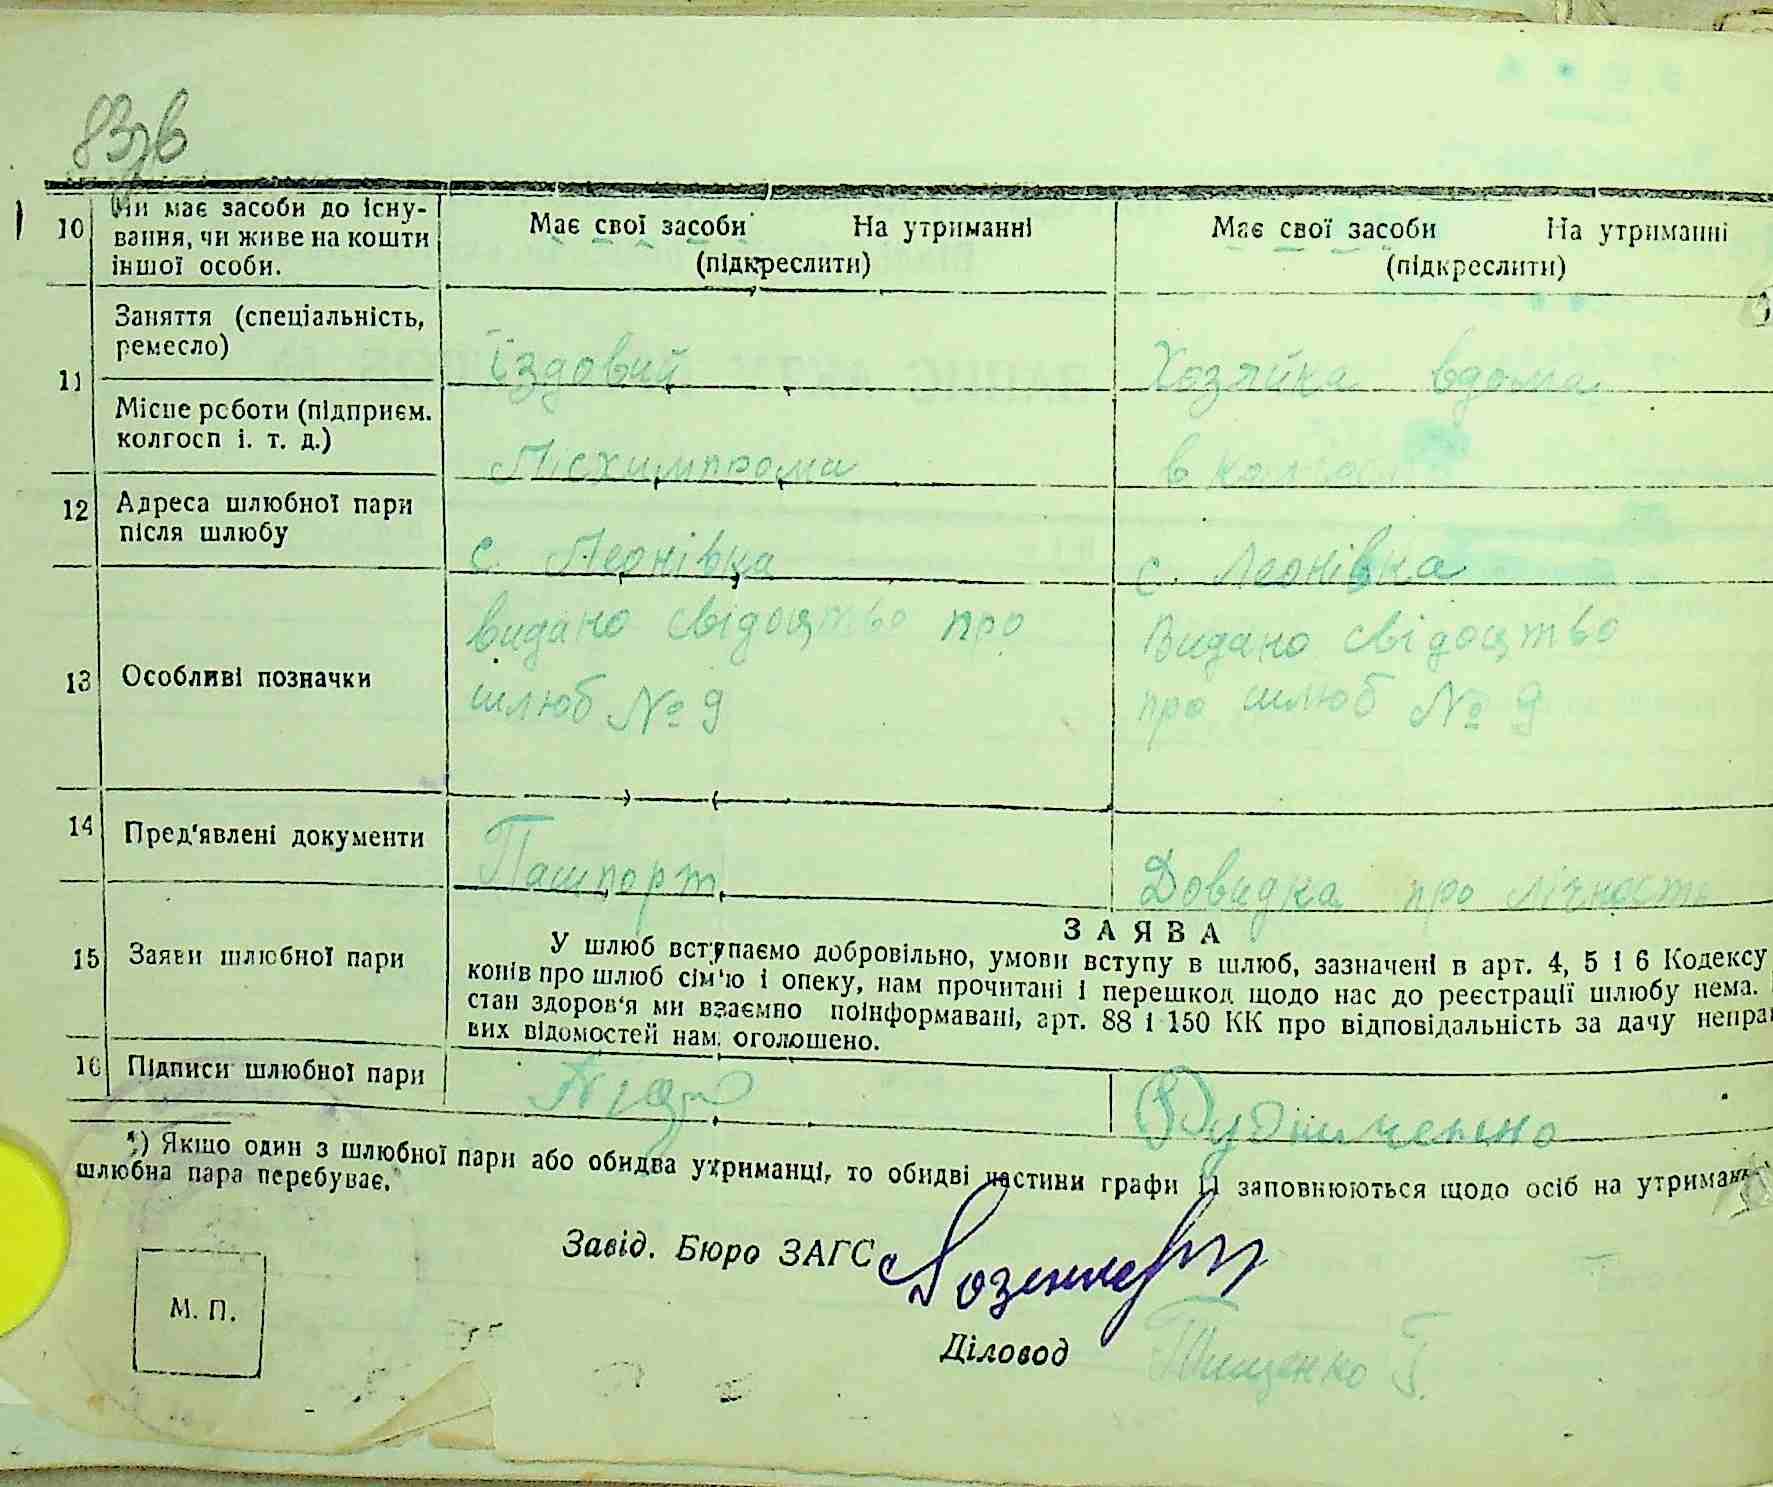 83зв
10 Чи має засоби до існу-
вання, чи живе на кошти
іншої особи.
Має свої засоби На утриманні
(підкреслити)
Має свої засоби На утриманні
(підкреслити)
11 Заняття (спеціальність,
ремесло)
Їздовий
Хозяйка вдома
Місце роботи (підприєм.
колгосп і. т. д.)
Лісхимпрома
в колгосп
12 Адреса шлюбної пари
після шлюбу
с Леонівка
с. Леонівка
13 Особливі позначки
видано свідоцтво про
шлюб № 9
Видано свідоцтво
про шлюб № 9
14 Пред'явлені документи
Пашпорт
Довидка про лічность
15 Заяви шлюбної пари
ЗАЯВА
У шлюб вступаємо добровільно, умови вступу в шлюб, зазначені в арт. 4, 5 і 6 Кодексу
конів про шлюб сім'ю і опеку, нам прочитані і перешкод щодо нас до реєстрації шлюбу нема.
стан здоров'я ми взаємно поінформавані, арт. 88 і 150 КК про відповідальність за дачу неправ
вих відомостей нам оголошено.
16 Підписи шлюбної пари
Рудниченко
*) Якщо один з шлюбної пари або обидва утриманці, то обидві частини графи 11 заповнюються щодо осіб на утриман
шлюбна пара перебуває.
Завід. Бюро ЗАГС
М. П.
Діловод Тищенко Г.